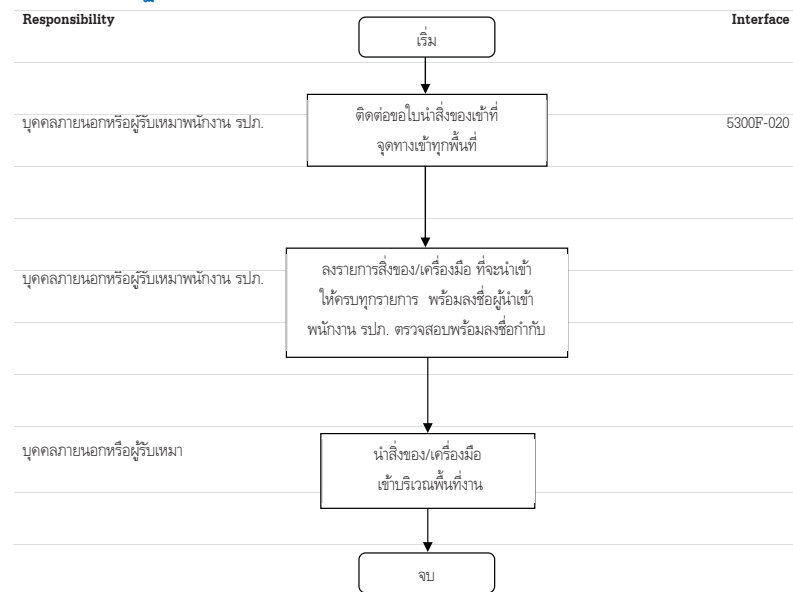 Responsibility
Interface
เริ่ม
บุคคลภายนอกหรือผู้รับเหมาพนักงาน รปภ.
ติดต่อขอใบนำสิ่งของเข้าที่
จุดทางเข้าทุกพื้นที่
5300F-020
บุคคลภายนอกหรือผู้รับเหมาพนักงาน รปภ.
ลงรายการสิ่งของ/เครื่องมือ ที่จะนำเข้า
ให้ครบทุกรายการ พร้อมลงชื่อผู้นำเข้า
พนักงาน รปภ. ตรวจสอบพร้อมลงชื่อกำกับ
บุคคลภายนอกหรือผู้รับเหมา
นำสิ่งของ/เครื่องมือ
เข้าบริเวณพื้นที่งาน
จบ